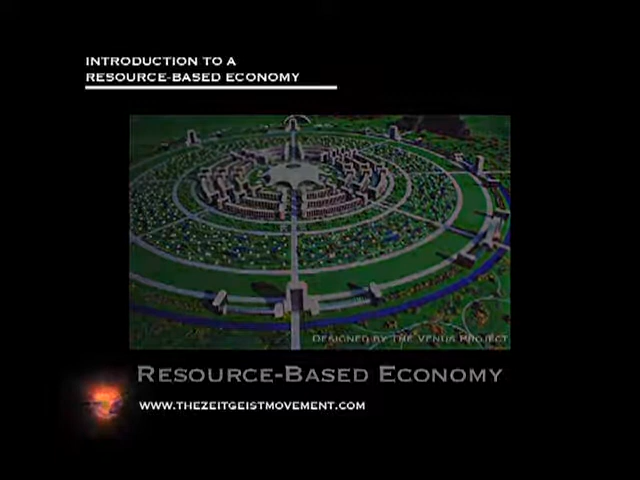 INTRODUCTION TO A
RESOURCE-BASED ECONOMY
DESIGNED BY THE VENUS PROJECT
RESOURCE-BASED ECONOMY
WWW.THEZEITGEISTMOVEMENT.COM